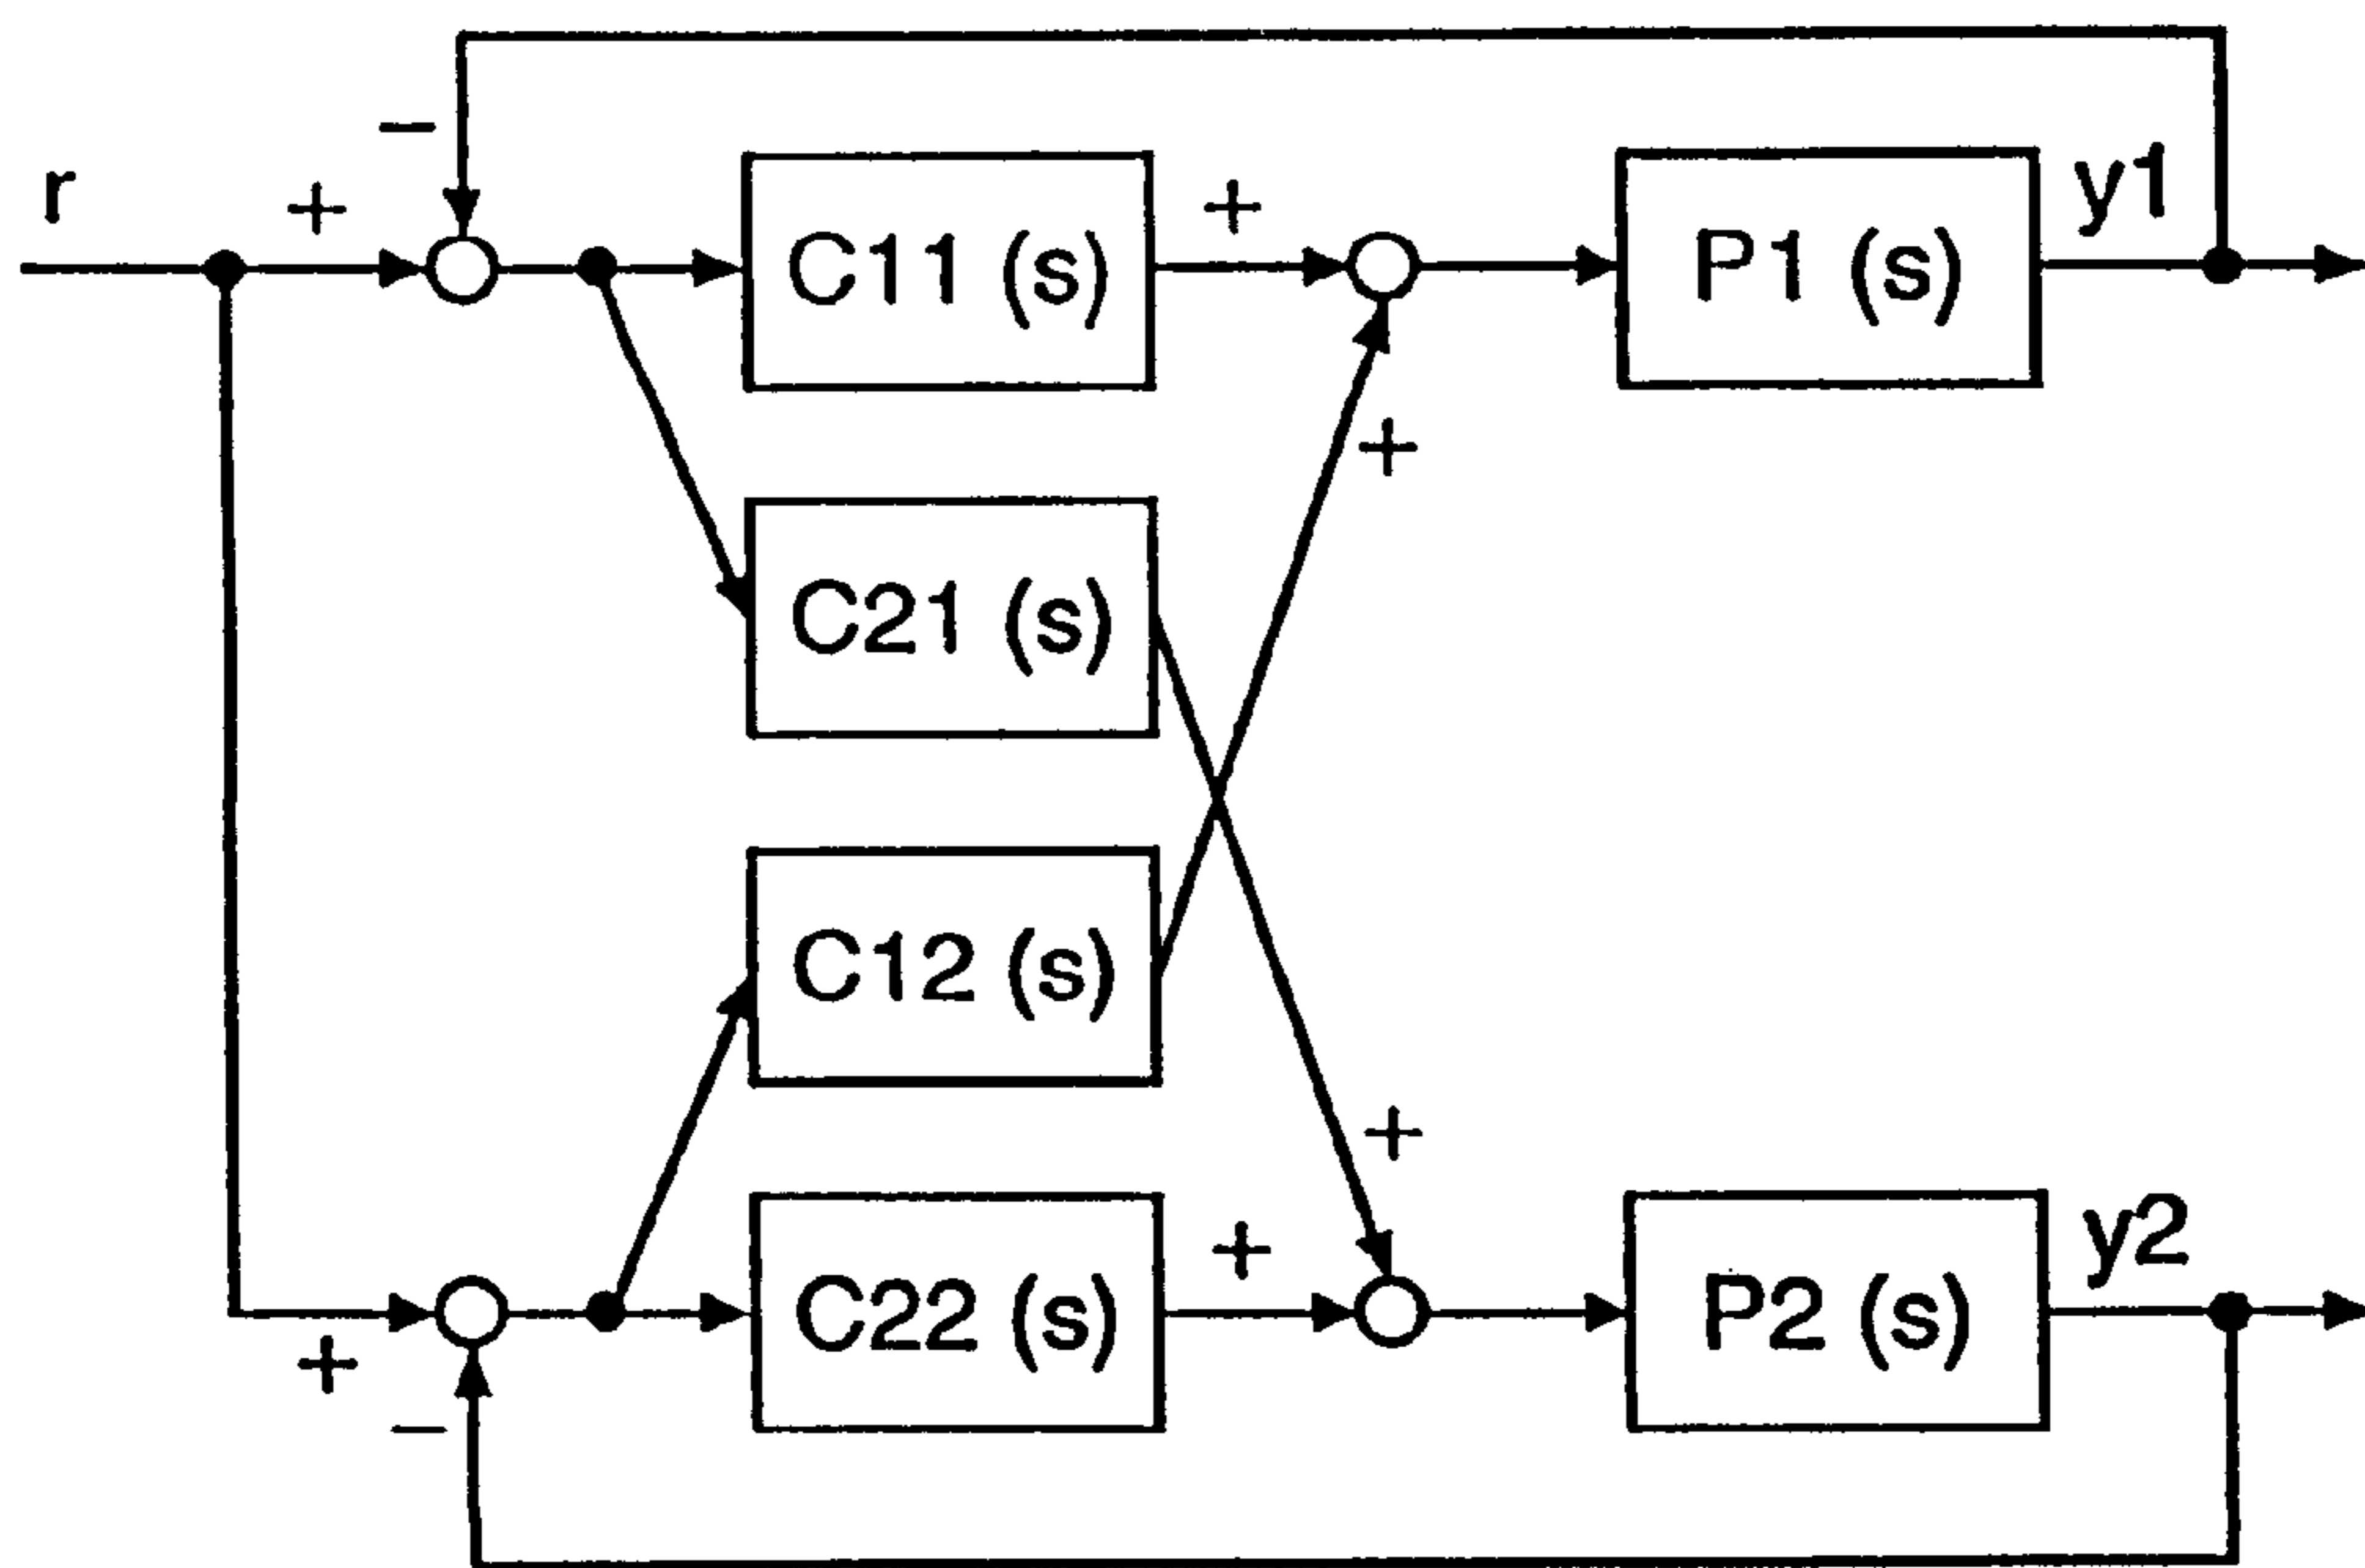 −
r
+
C11 (s)
+
P1 (s)
y1
+
C21 (s)
C12 (s)
+
+
C22 (s)
+
P2 (s)
y2
−